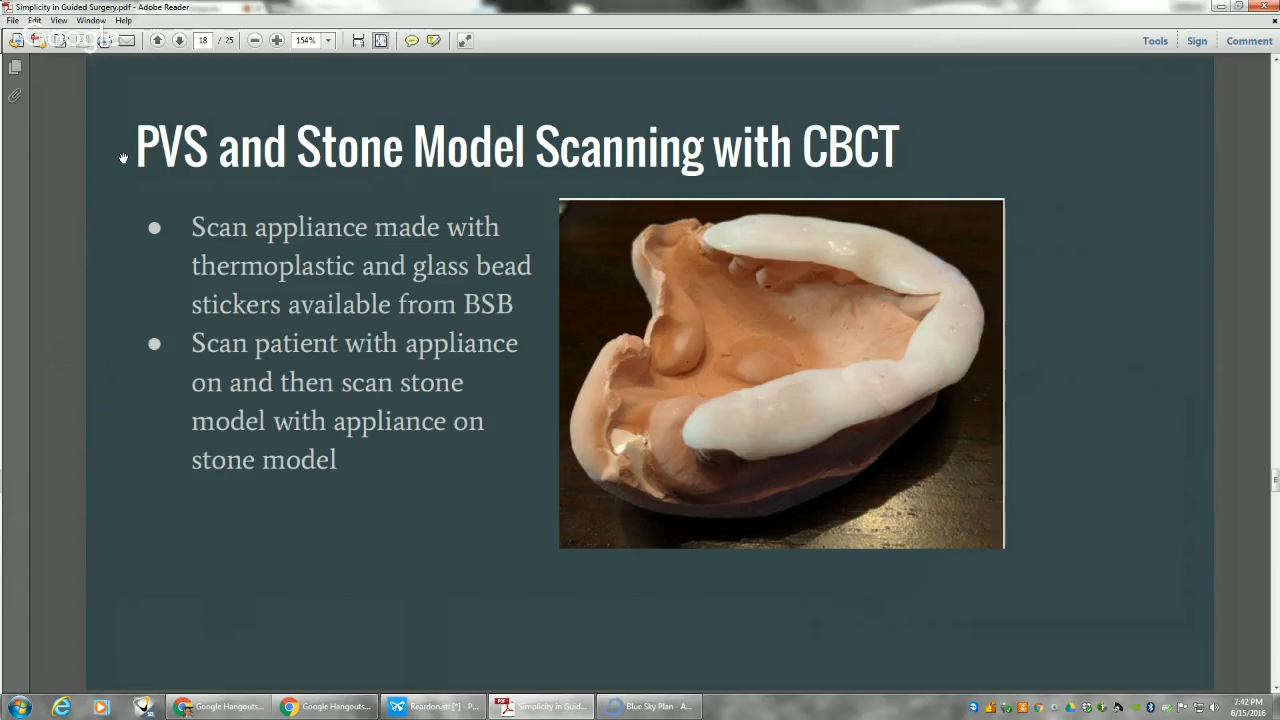 Simplicity in Guided Surgery.pdf - Adobe Reader
File Edit View Window Help
18 / 25 154% Tools Sign Comment
PVS and Stone Model Scanning with CBCT
● Scan appliance made with
thermoplastic and glass bead
stickers available from BSB
● Scan patient with appliance
on and then scan stone
model with appliance on
stone model
Google Hangouts... Google Hangouts... Reardon.stl [*] - P... Simplicity in Guid... Blue Sky Plan - A...
7:42 PM
6/15/2016